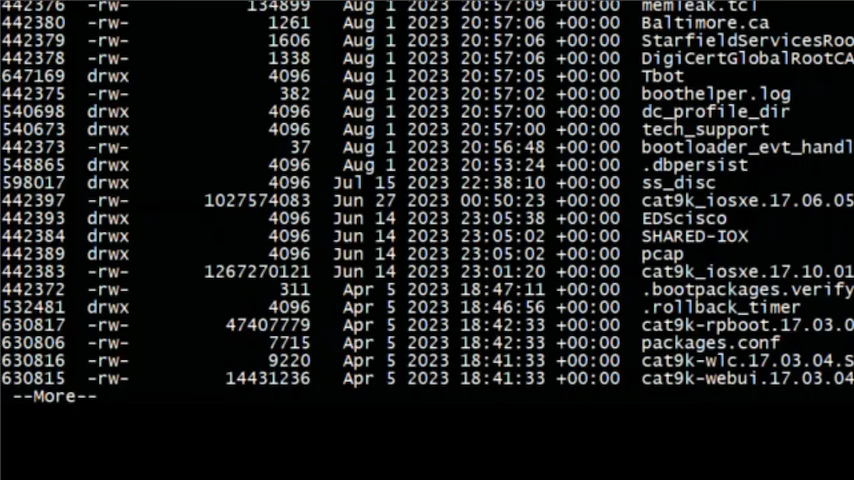 442376 -rw- 134899 Aug 1 2023 20:57:09 +00:00 memleak.tcl
442380 -rw- 1261 Aug 1 2023 20:57:06 +00:00 Baltimore.ca
442379 -rw- 1606 Aug 1 2023 20:57:06 +00:00 StarfieldServicesRoo
442378 -rw- 1338 Aug 1 2023 20:57:06 +00:00 DigiCertGlobalRootCA
647169 drwx 4096 Aug 1 2023 20:57:05 +00:00 Tbot
442375 -rw- 382 Aug 1 2023 20:57:02 +00:00 boothelper.log
540698 drwx 4096 Aug 1 2023 20:57:00 +00:00 dc_profile_dir
540673 drwx 4096 Aug 1 2023 20:57:00 +00:00 tech_support
442373 -rw- 37 Aug 1 2023 20:56:48 +00:00 bootloader_evt_handl
548865 drwx 4096 Aug 1 2023 20:53:24 +00:00 .dbpersist
598017 drwx 4096 Jul 15 2023 22:38:10 +00:00 ss_disc
442397 -rw- 1027574083 Jun 27 2023 00:50:23 +00:00 cat9k_iosxe.17.06.05
442393 drwx 4096 Jun 14 2023 23:05:38 +00:00 EDScisco
442384 drwx 4096 Jun 14 2023 23:05:02 +00:00 SHARED-IOX
442389 drwx 4096 Jun 14 2023 23:05:02 +00:00 pcap
442383 -rw- 1267270121 Jun 14 2023 23:01:20 +00:00 cat9k_iosxe.17.10.01
442372 -rw- 311 Apr 5 2023 18:47:11 +00:00 .bootpackages.verify
532481 drwx 4096 Apr 5 2023 18:46:56 +00:00 .rollback_timer
630817 -rw- 47407779 Apr 5 2023 18:42:33 +00:00 cat9k-rpboot.17.03.0
630806 -rw- 7715 Apr 5 2023 18:42:33 +00:00 packages.conf
630816 -rw- 9220 Apr 5 2023 18:41:33 +00:00 cat9k-wlc.17.03.04.S
630815 -rw- 14431236 Apr 5 2023 18:41:33 +00:00 cat9k-webui.17.03.04
--More--